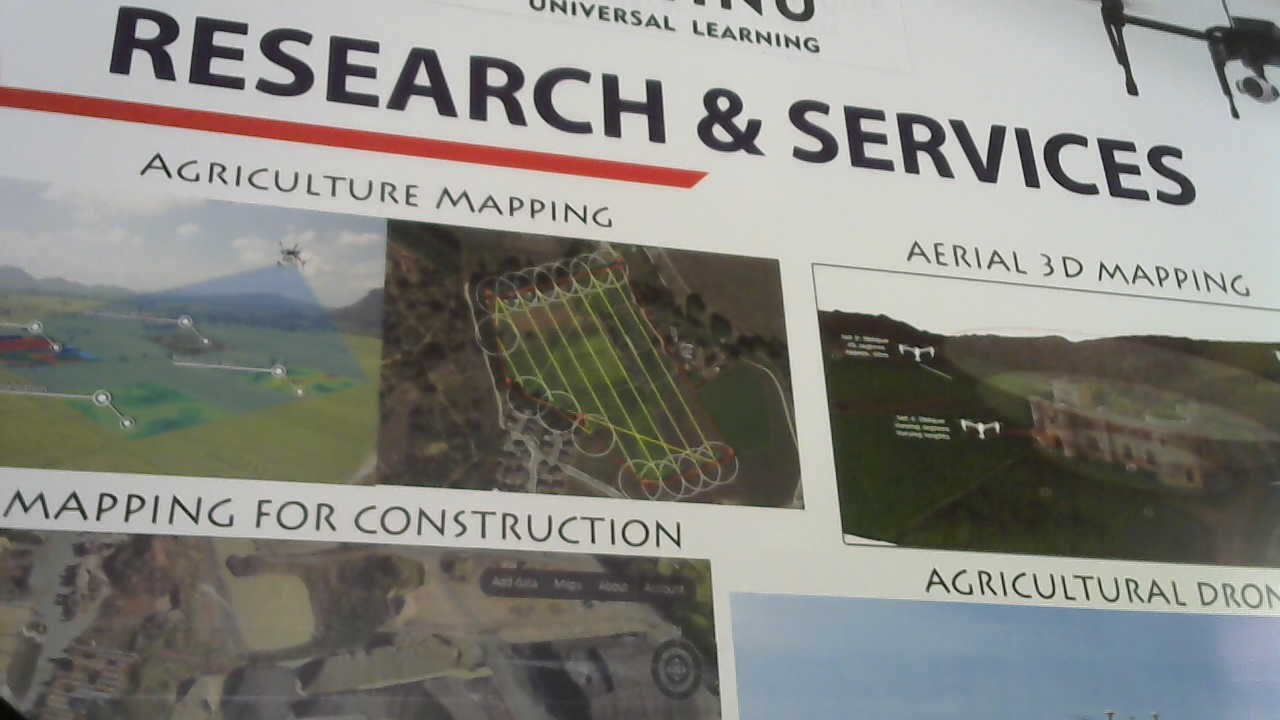 UNIVERSAL LEARNING
RESEARCH & SERVICES
AGRICULTURE MAPPING
AERIAL 3D MAPPING
MAPPING FOR CONSTRUCTION
Add data Maps About Account
AGRICULTURAL DRON